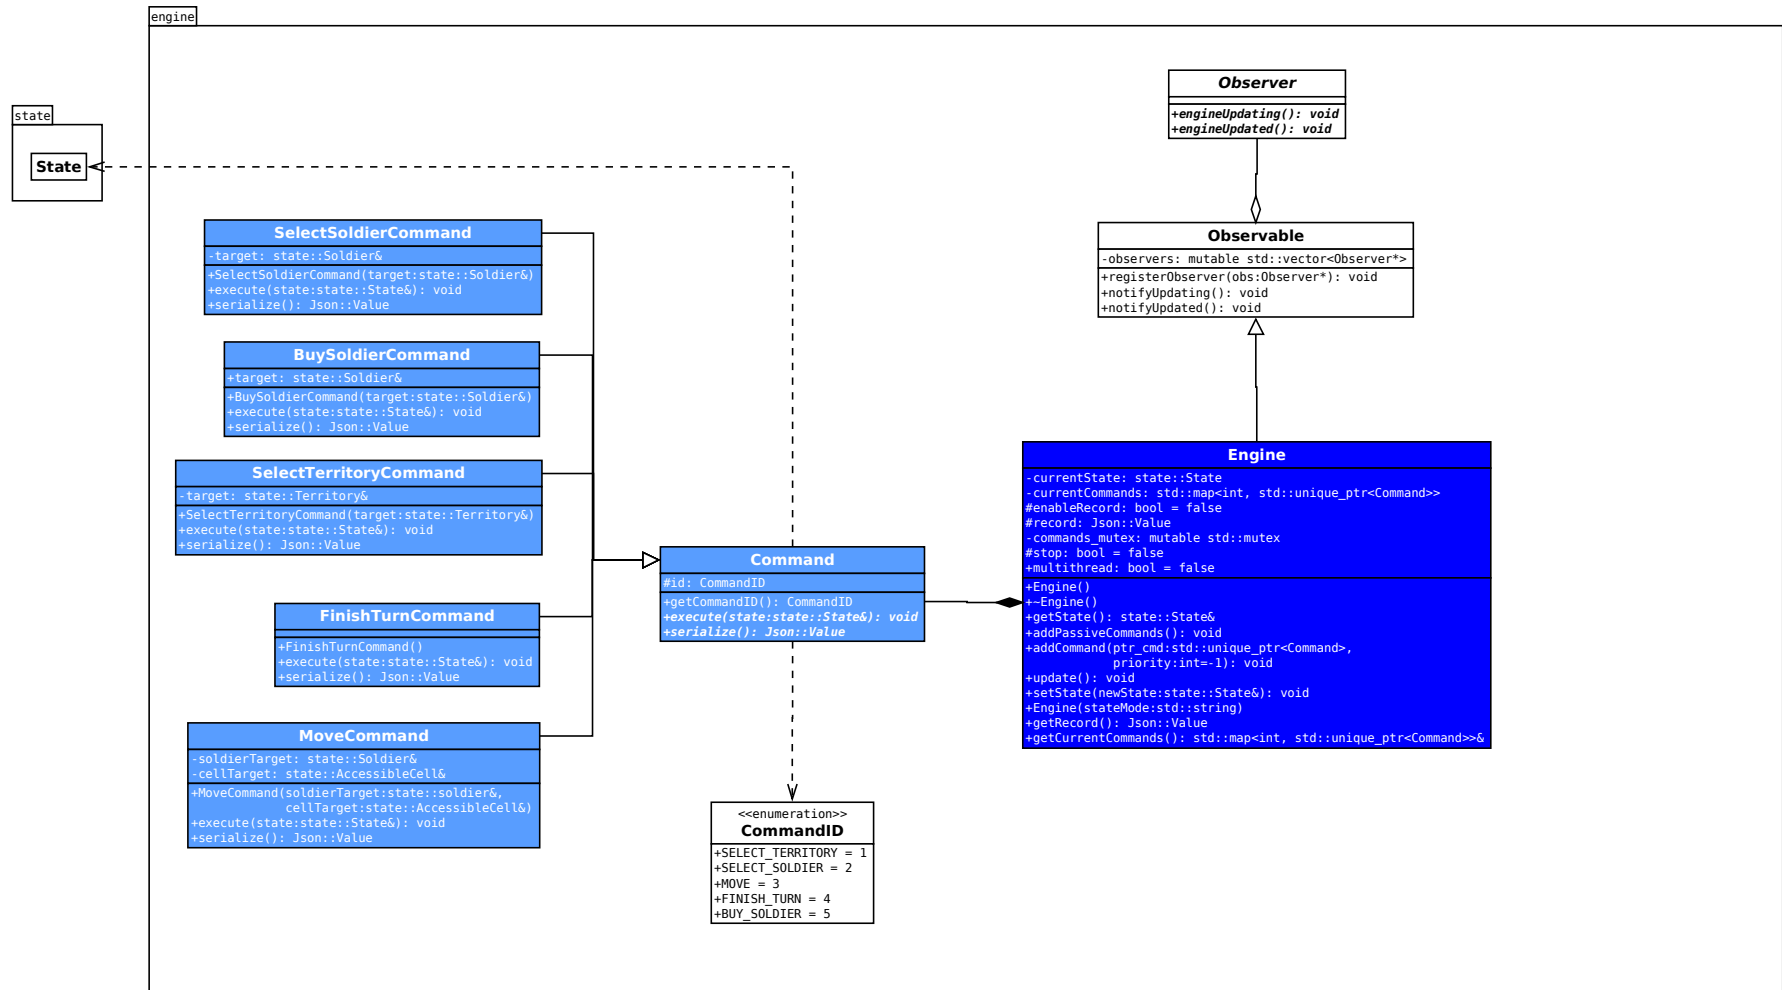 engine
state
State
Observer
+engineUpdating(): void
+engineUpdated(): void
Observable
-observers: mutable std::vector<Observer*>
+registerObserver(obs:Observer*): void
+notifyUpdating(): void
+notifyUpdated(): void
SelectSoldierCommand
-target: state::Soldier&
+SelectSoldierCommand(target:state::Soldier&)
+execute(state:state::State&): void
+serialize(): Json::Value
BuySoldierCommand
+target: state::Soldier&
+BuySoldierCommand(target:state::Soldier&)
+execute(state:state::State&): void
+serialize(): Json::Value
SelectTerritoryCommand
-target: state::Territory&
+SelectTerritoryCommand(target:state::Territory&)
+execute(state:state::State&): void
+serialize(): Json::Value
FinishTurnCommand
+FinishTurnCommand()
+execute(state:state::State&): void
+serialize(): Json::Value
MoveCommand
-soldierTarget: state::Soldier&
-cellTarget: state::AccessibleCell&
+MoveCommand(soldierTarget:state::soldier&,
cellTarget:state::AccessibleCell&)
+execute(state:state::State&): void
+serialize(): Json::Value
Command
#id: CommandID
+getCommandID(): CommandID
+execute(state:state::State&): void
+serialize(): Json::Value
Engine
-currentState: state::State
-currentCommands: std::map<int, std::unique_ptr<Command>>
#enableRecord: bool = false
#record: Json::Value
-commands_mutex: mutable std::mutex
#stop: bool = false
+multithread: bool = false
+Engine()
+~Engine()
+getState(): state::State&
+addPassiveCommands(): void
+addCommand(ptr_cmd:std::unique_ptr<Command>,
priority:int=-1): void
+update(): void
+setState(newState:state::State&): void
+Engine(stateMode:std::string)
+getRecord(): Json::Value
+getCurrentCommands(): std::map<int, std::unique_ptr<Command>>&
<<enumeration>>
CommandID
+SELECT_TERRITORY = 1
+SELECT_SOLDIER = 2
+MOVE = 3
+FINISH_TURN = 4
+BUY_SOLDIER = 5